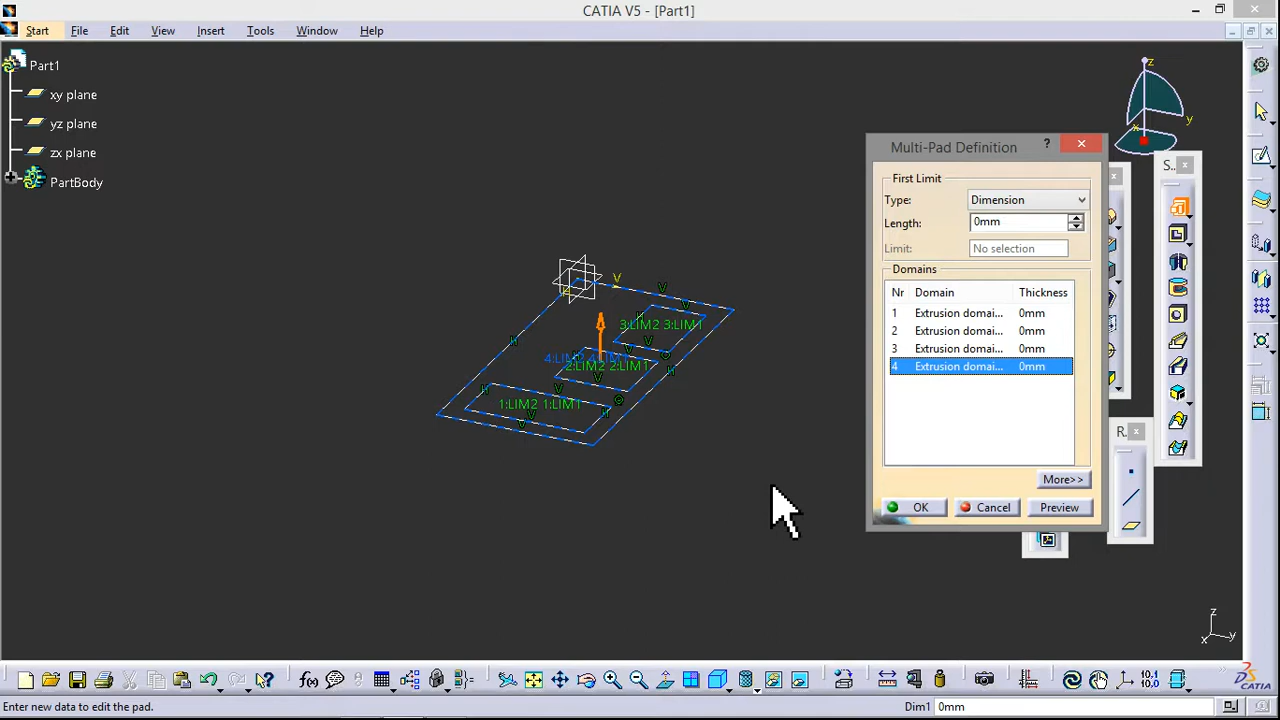 CATIA V5 - [Part1]
Start File Edit View Insert Tools Window Help
Part1
xy plane
yz plane
zx plane
PartBody
z
y
x
Multi-Pad Definition
?
First Limit
Type: Dimension
Length: 0mm
Limit: No selection
Domains
Nr Domain Thickness
1 Extrusion domai... 0mm
2 Extrusion domai... 0mm
3 Extrusion domai... 0mm
4 Extrusion domai... 0mm
More>>
OK Cancel Preview
S..
R.
V
V
V
H
3:LIM2 3:LIM1
H
V
V
2:LIM2 2:LIM1
H
V
V
H
1:LIM2 1:LIM1
H
V
V
z
x y
f(x)
10,1
10.0
Enter new data to edit the pad.
Dim1 0mm